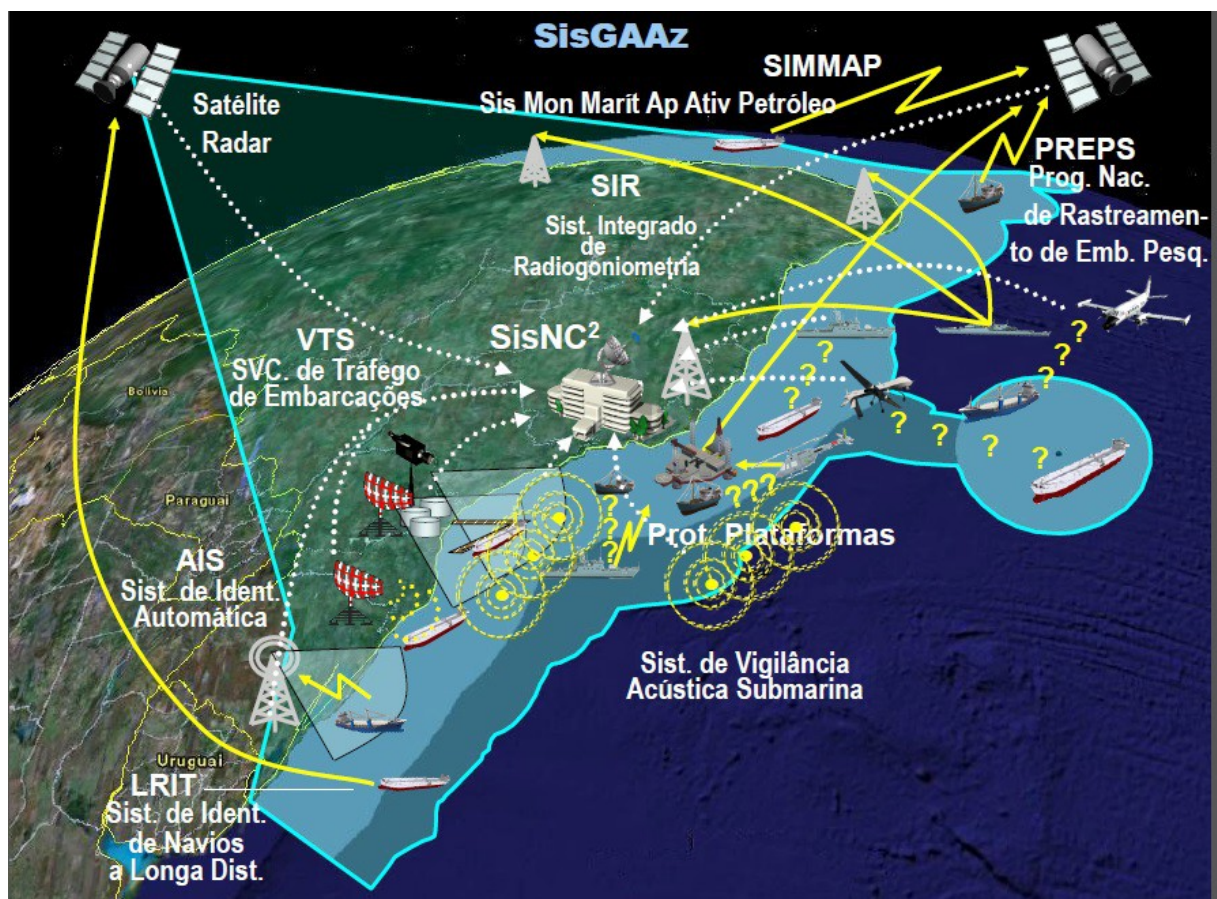 SisGAAz
SIMMAP
Sis Mon Marít Ap Ativ Petróleo
Satélite
Radar
PREPS
Prog. Nac.
de Rastreamen-
to de Emb. Pesq.
SIR
Sist. Integrado
de
Radiogoniometria
SisNC²
VTS
SVC. de Tráfego
de Embarcações
Bolivia
Paraguai
? ? ? ? ? ? ? ?
? ? ? ? ? ?
Prot. Plataformas
AIS
Sist. de Ident.
Automática
Sist. de Vigilância
Acústica Submarina
Uruguai
LRIT
Sist. de Ident.
de Navios
a Longa Dist.